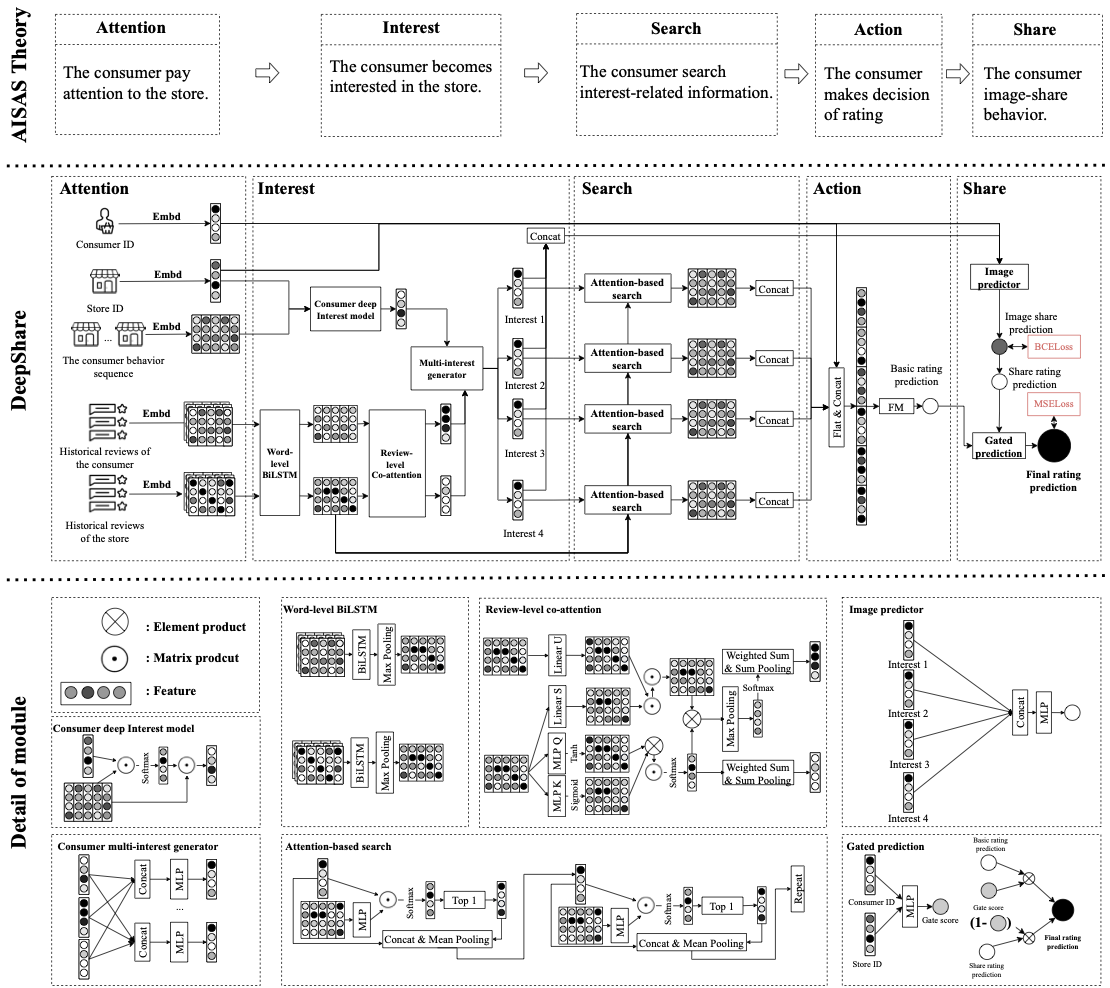 AISAS Theory
Attention
The consumer pay
attention to the store.
Interest
The consumer becomes
interested in the store.
Search
The consumer search
interest-related information.
Action
The consumer
makes decision
of rating
Share
The consumer
image-share
behavior.
DeepShare
Attention
Consumer ID
Embd
Store ID
Embd
...
The consumer behavior
sequence
Embd
Historical reviews
of the consumer
Embd
Historical reviews
of the store
Embd
Interest
Consumer deep
Interest model
Multi-interest
generator
Word-
level
BiLSTM
Review-
level
Co-attention
Concat
Interest 1
Interest 2
Interest 3
Interest 4
Search
Attention-based
search
Concat
Attention-based
search
Concat
Attention-based
search
Concat
Attention-based
search
Concat
Action
Flat & Concat
FM
Basic rating
prediction
Share
Image
predictor
Image share
prediction
BCELoss
Share rating
prediction
MSELoss
Gated
prediction
Final rating
prediction
Detail of module
: Element product
: Matrix prodcut
: Feature
Consumer deep Interest model
Softmax
Consumer multi-interest generator
Concat
MLP
...
Concat
MLP
Word-level BiLSTM
BiLSTM
Max Pooling
BiLSTM
Max Pooling
Review-level co-attention
Linear U
Linear S
MLP Q
Tanh
MLP K
Sigmoid
Softmax
Max Pooling
Softmax
Weighted Sum
& Sum Pooling
Weighted Sum
& Sum Pooling
Attention-based search
MLP
Softmax
Top 1
Concat & Mean Pooling
MLP
Softmax
Top 1
Concat & Mean Pooling
Repeat
Image predictor
Interest 1
Interest 2
Interest 3
Interest 4
Concat
MLP
Gated prediction
Consumer ID
Store ID
MLP
Gate score
Basic rating
prediction
Gate score
(1- )
Share rating
prediction
Final rating
prediction